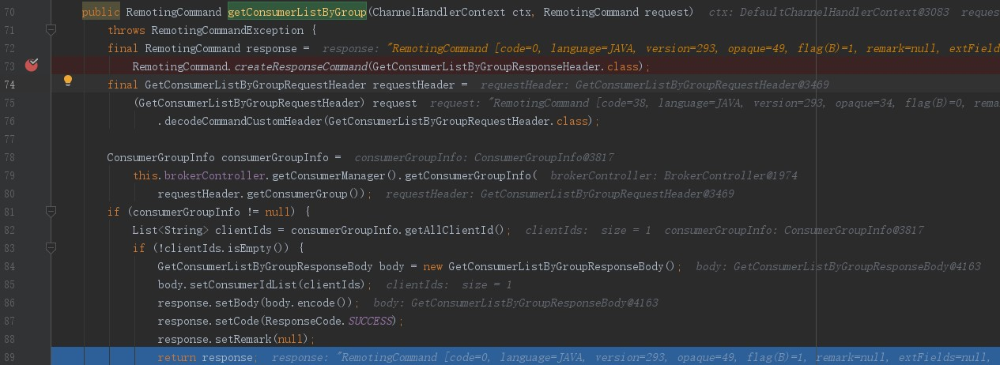 70 public RemotingCommand getConsumerListByGroup(ChannelHandlerContext ctx, RemotingCommand request) ctx: DefaultChannelHandlerContext@3083 reques
71 throws RemotingCommandException {
72 final RemotingCommand response = response: "RemotingCommand [code=0, language=JAVA, version=293, opaque=49, flag(B)=1, remark=null, extField
73 RemotingCommand.createResponseCommand(GetConsumerListByGroupResponseHeader.class);
74 final GetConsumerListByGroupRequestHeader requestHeader = requestHeader: GetConsumerListByGroupRequestHeader@3469
75 (GetConsumerListByGroupRequestHeader) request request: "RemotingCommand [code=38, language=JAVA, version=293, opaque=34, flag(B)=0, rema
76 .decodeCommandCustomHeader(GetConsumerListByGroupRequestHeader.class);
77
78 ConsumerGroupInfo consumerGroupInfo = consumerGroupInfo: ConsumerGroupInfo@3817
79 this.brokerController.getConsumerManager().getConsumerGroupInfo( brokerController: BrokerController@1974
80 requestHeader.getConsumerGroup()); requestHeader: GetConsumerListByGroupRequestHeader@3469
81 if (consumerGroupInfo != null) {
82 List<String> clientIds = consumerGroupInfo.getAllClientId(); clientIds: size = 1 consumerGroupInfo: ConsumerGroupInfo@3817
83 if (!clientIds.isEmpty()) {
84 GetConsumerListByGroupResponseBody body = new GetConsumerListByGroupResponseBody(); body: GetConsumerListByGroupResponseBody@4163
85 body.setConsumerIdList(clientIds); clientIds: size = 1
86 response.setBody(body.encode()); body: GetConsumerListByGroupResponseBody@4163
87 response.setCode(ResponseCode.SUCCESS);
88 response.setRemark(null);
89 return response; response: "RemotingCommand [code=0, language=JAVA, version=293, opaque=49, flag(B)=1, remark=null, extFields=null,